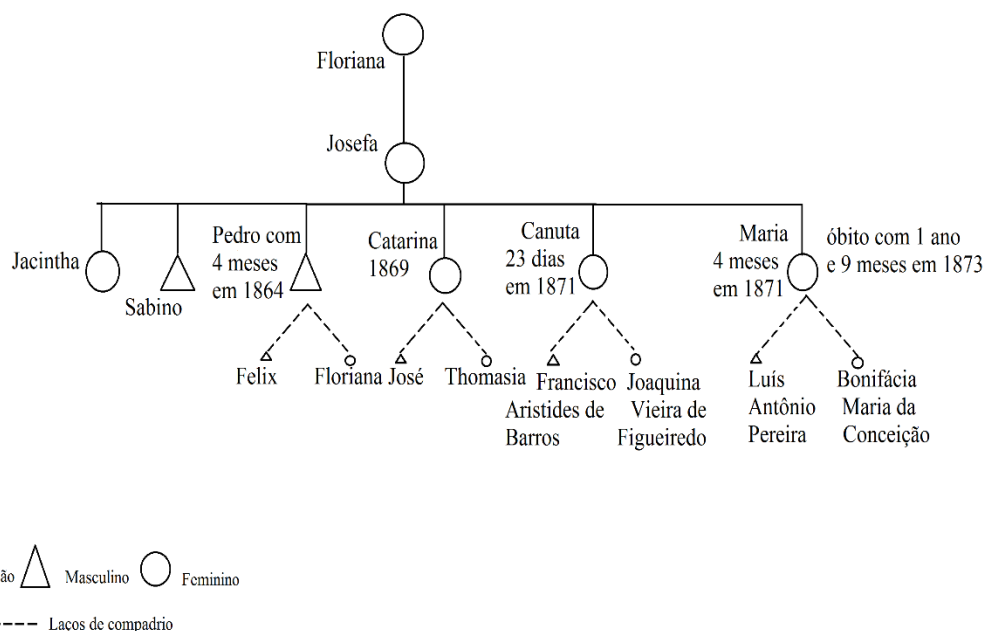 Floriana
Josefa
Jacintha
Sabino
Pedro com
4 meses
em 1864
Catarina
1869
Canuta
23 dias
em 1871
Maria
4 meses
em 1871
óbito com 1 ano
e 9 meses em 1873
Felix
Floriana
José
Thomasia
Francisco
Aristides de
Barros
Joaquina
Vieira de
Figueiredo
Luís
Antônio
Pereira
Bonifácia
Maria da
Conceição
ão Masculino Feminino
Laços de compadrio